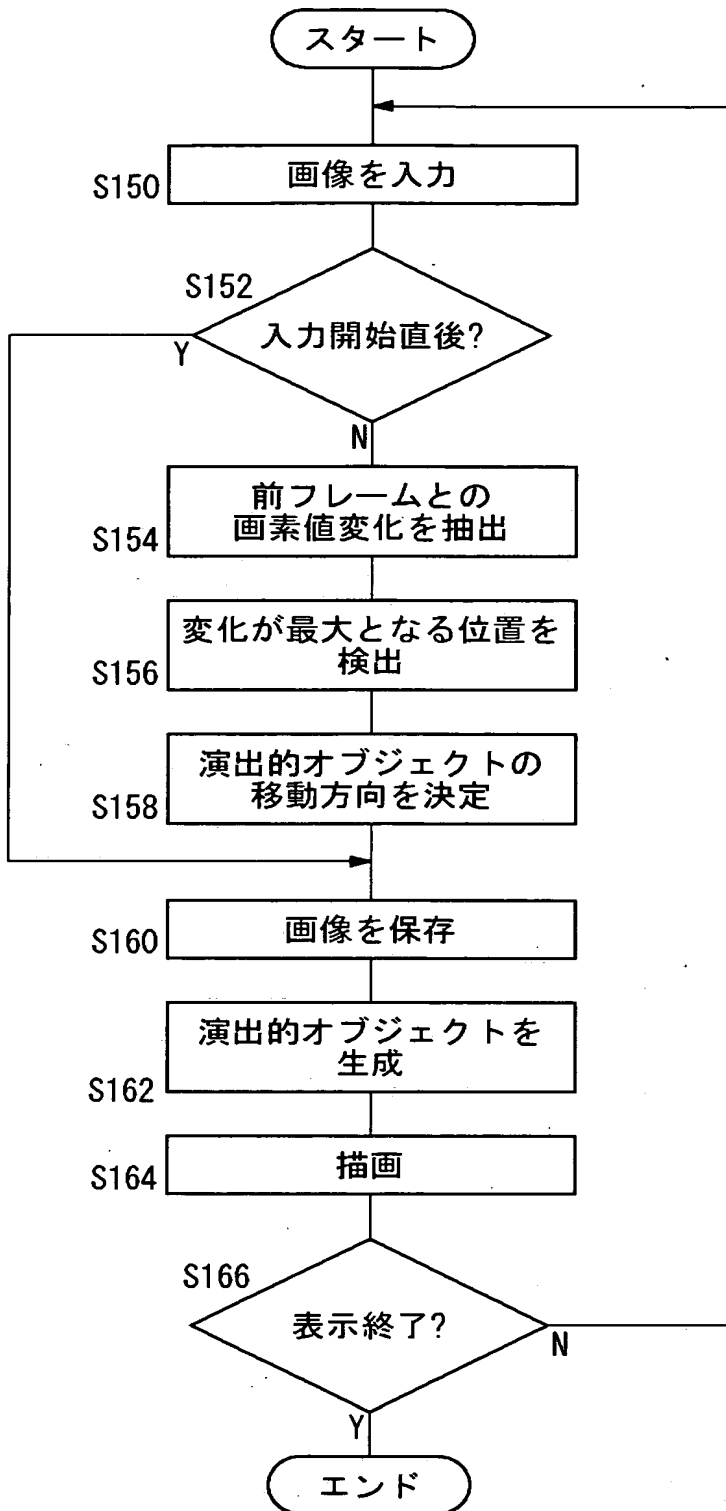 スタート
S150
画像を入力
S152
入力開始直後?
Y
N
S154
前フレームとの
画素値変化を抽出
S156
変化が最大となる位置を
検出
S158
演出的オブジェクトの
移動方向を決定
S160
画像を保存
S162
演出的オブジェクトを
生成
S164
描画
S166
表示終了?
N
Y
エンド